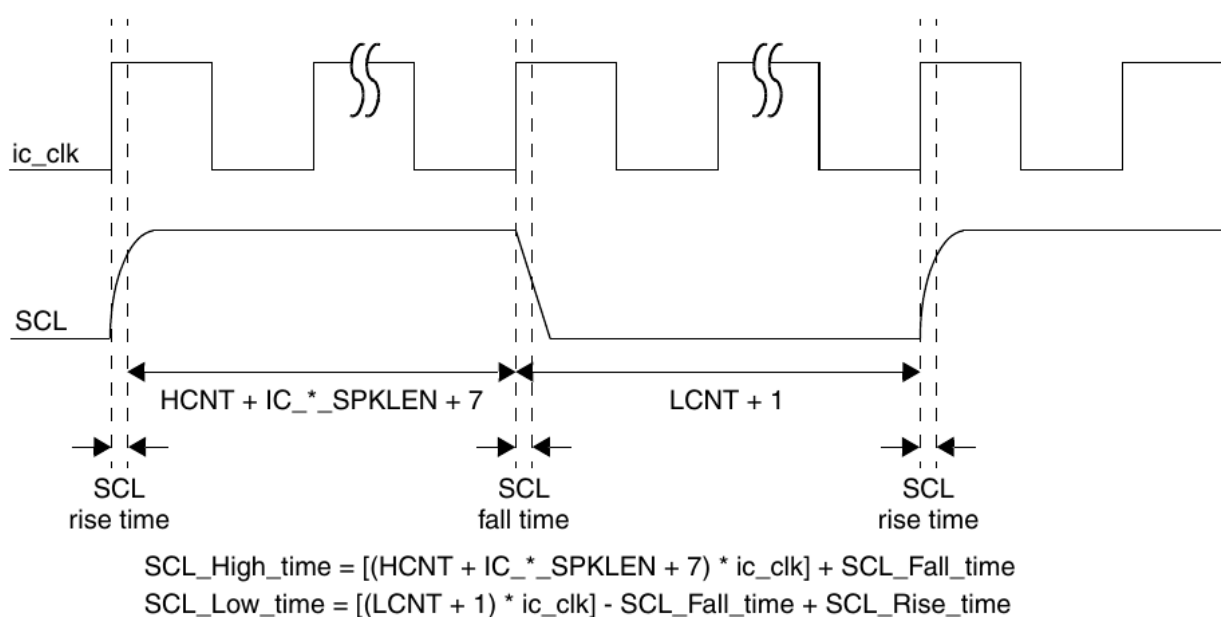 ic_clk
SCL
HCNT + IC_*_SPKLEN + 7
LCNT + 1
SCL
rise time
SCL
fall time
SCL
rise time
SCL_High_time = [(HCNT + IC_*_SPKLEN + 7) * ic_clk] + SCL_Fall_time
SCL_Low_time = [(LCNT + 1) * ic_clk] - SCL_Fall_time + SCL_Rise_time